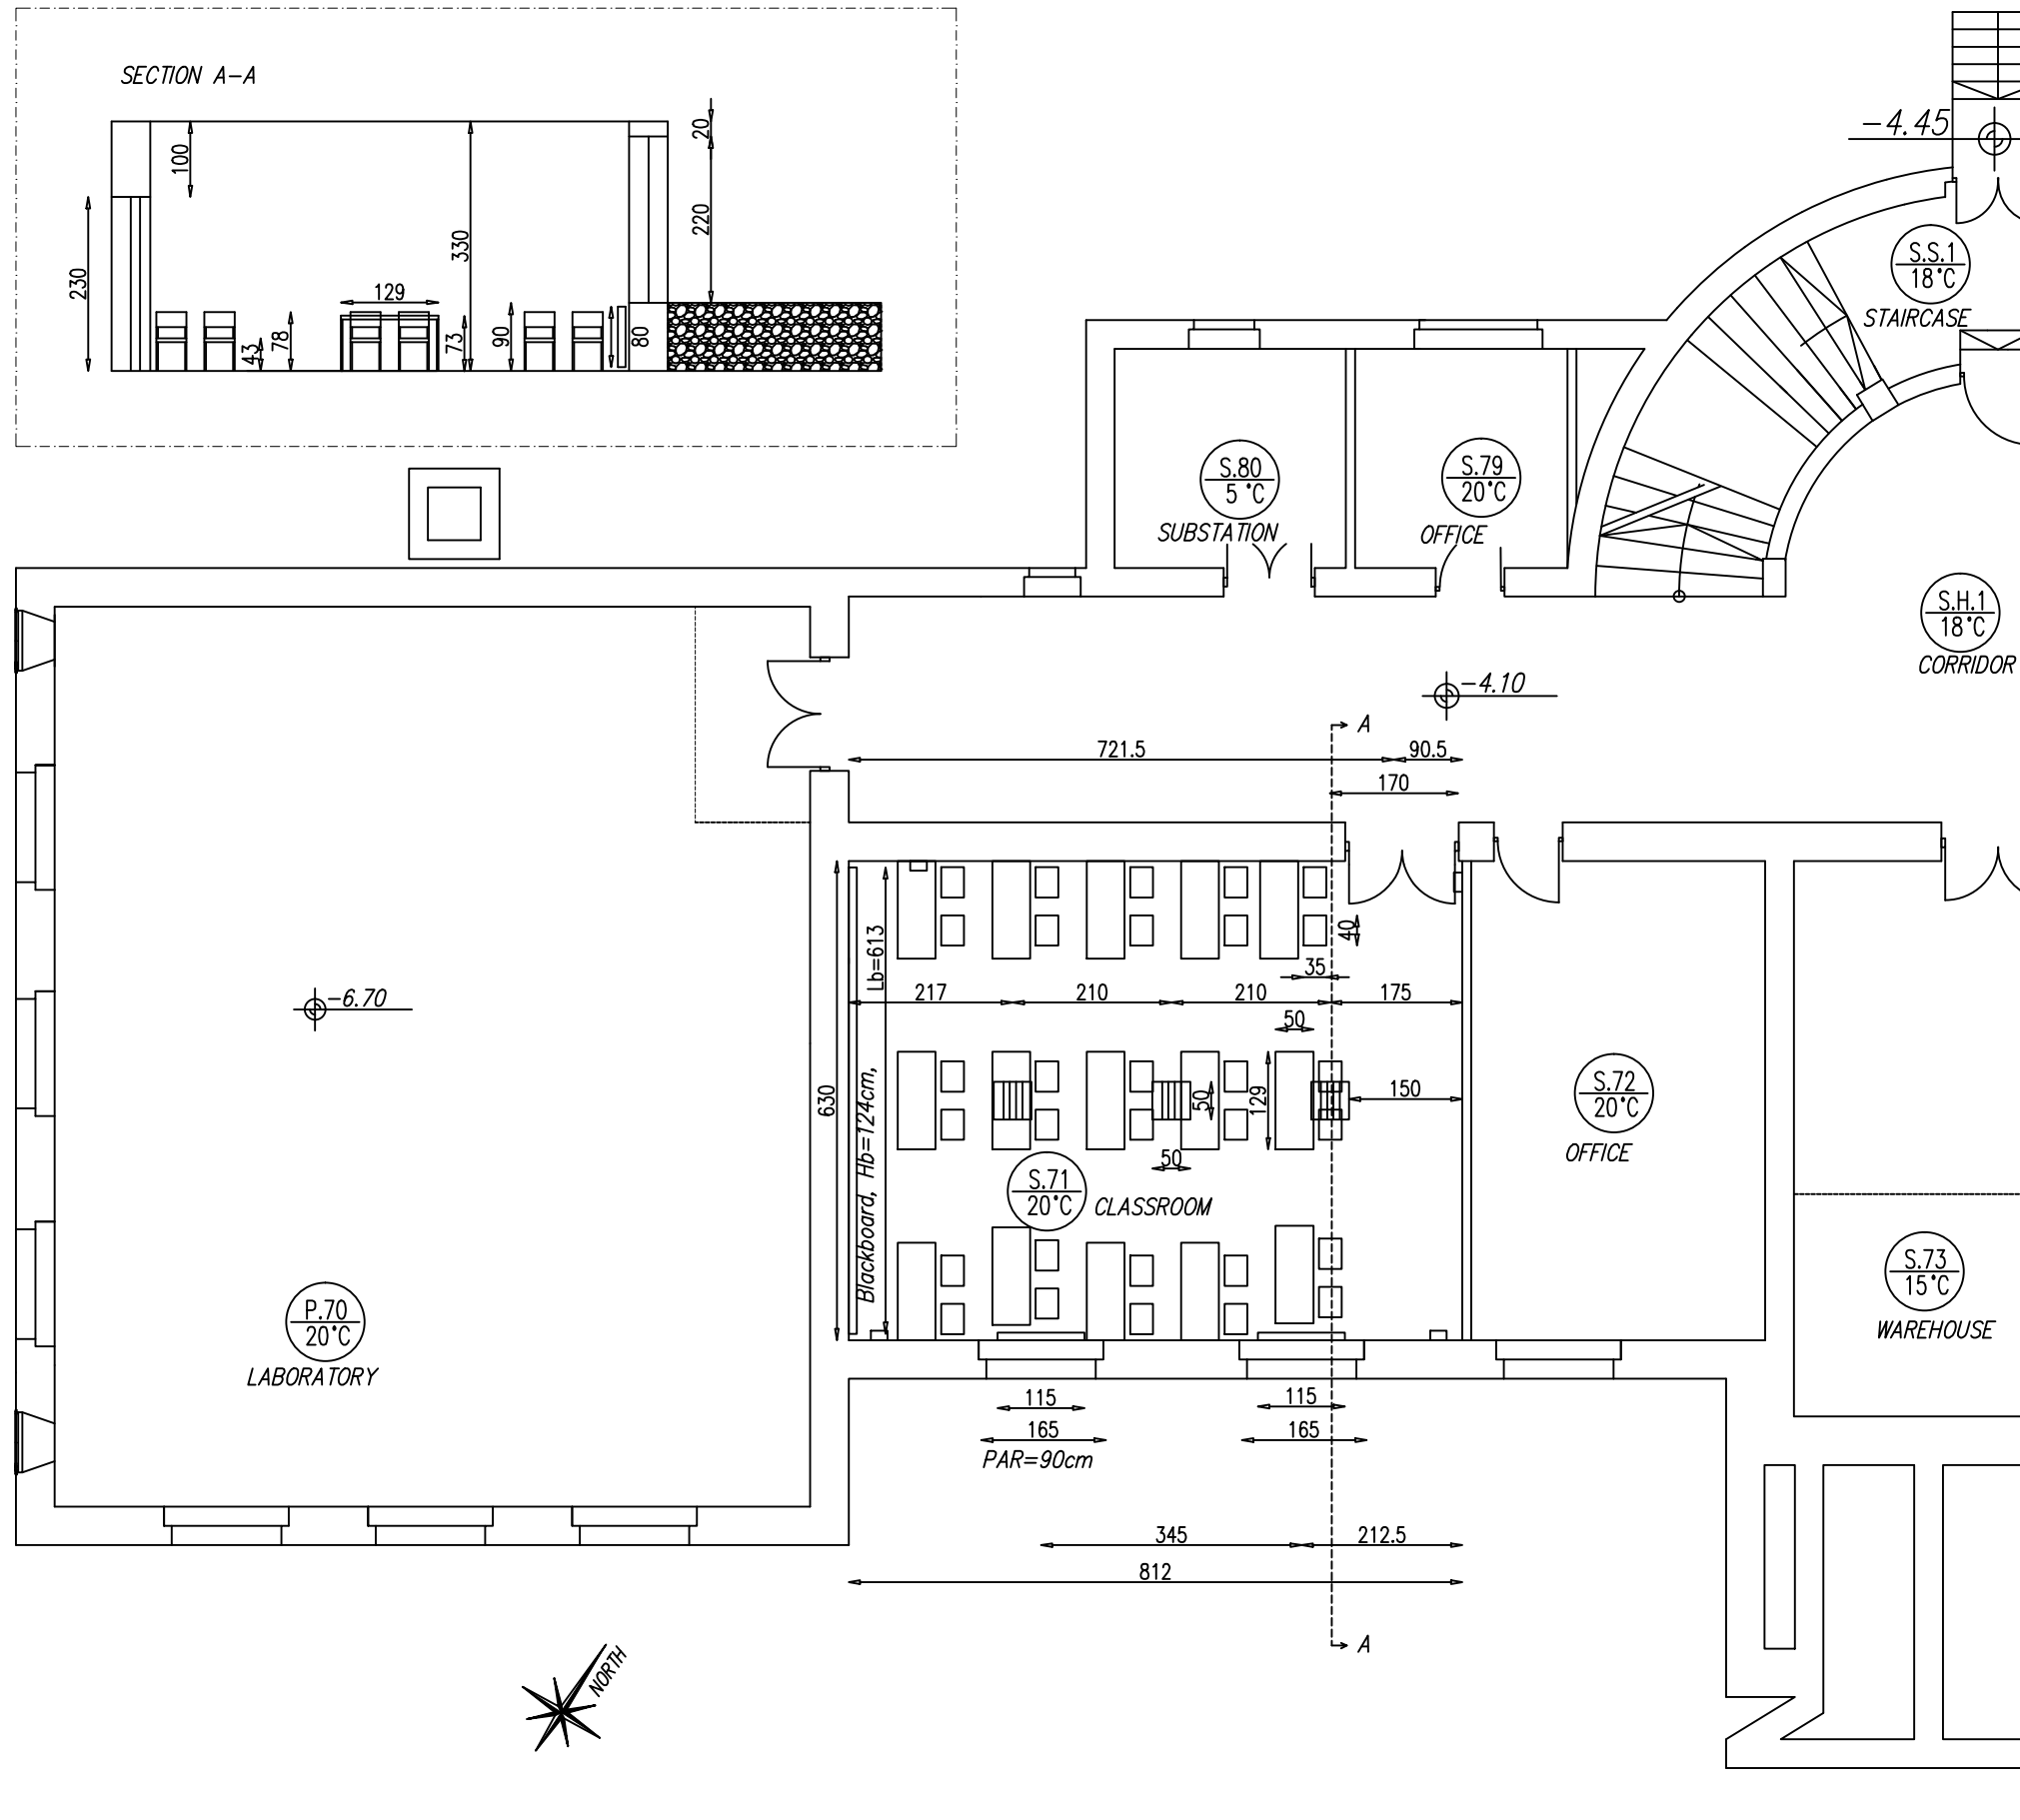 SECTION A-A
20
100
220
330
230
129
43
78
73
90
80
-4.45
S.S.1
18°C
STAIRCASE
S.80
5 °C
SUBSTATION
S.79
20°C
OFFICE
S.H.1
18°C
CORRIDOR
-4.10
A
721.5
90.5
170
Lb=613
40
35
217
210
210
175
50
-6.70
630
Blackboard, Hb=124cm,
50
129
150
50
S.71
20°C
CLASSROOM
S.72
20°C
OFFICE
S.73
15°C
WAREHOUSE
P.70
20°C
LABORATORY
115
115
165
165
PAR=90cm
345
212.5
812
A
NORTH